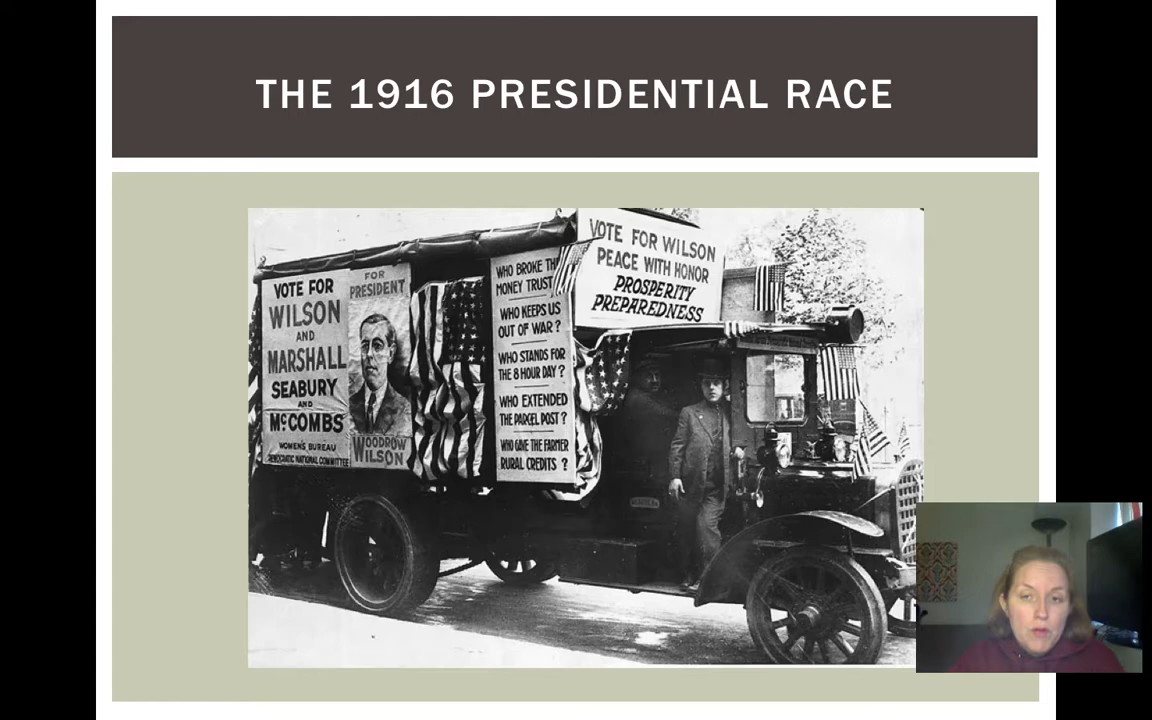 THE 1916 PRESIDENTIAL RACE
VOTE FOR
WILSON
AND
MARSHALL
SEABURY
AND
McCOMBS
WOMEN'S BUREAU
DEMOCRATIC NATIONAL COMMITTEE
FOR
PRESIDENT
WOODROW
WILSON
WHO BROKE TH
MONEY TRUST
WHO KEEPS US
OUT OF WAR?
WHO STANDS FOR
THE 8 HOUR DAY?
WHO EXTENDED
THE PARCEL POST?
WHO GAVE THE FARMER
RURAL CREDITS ?
VOTE FOR WILSON
PEACE WITH HONOR
PROSPERITY
PREPAREDNESS